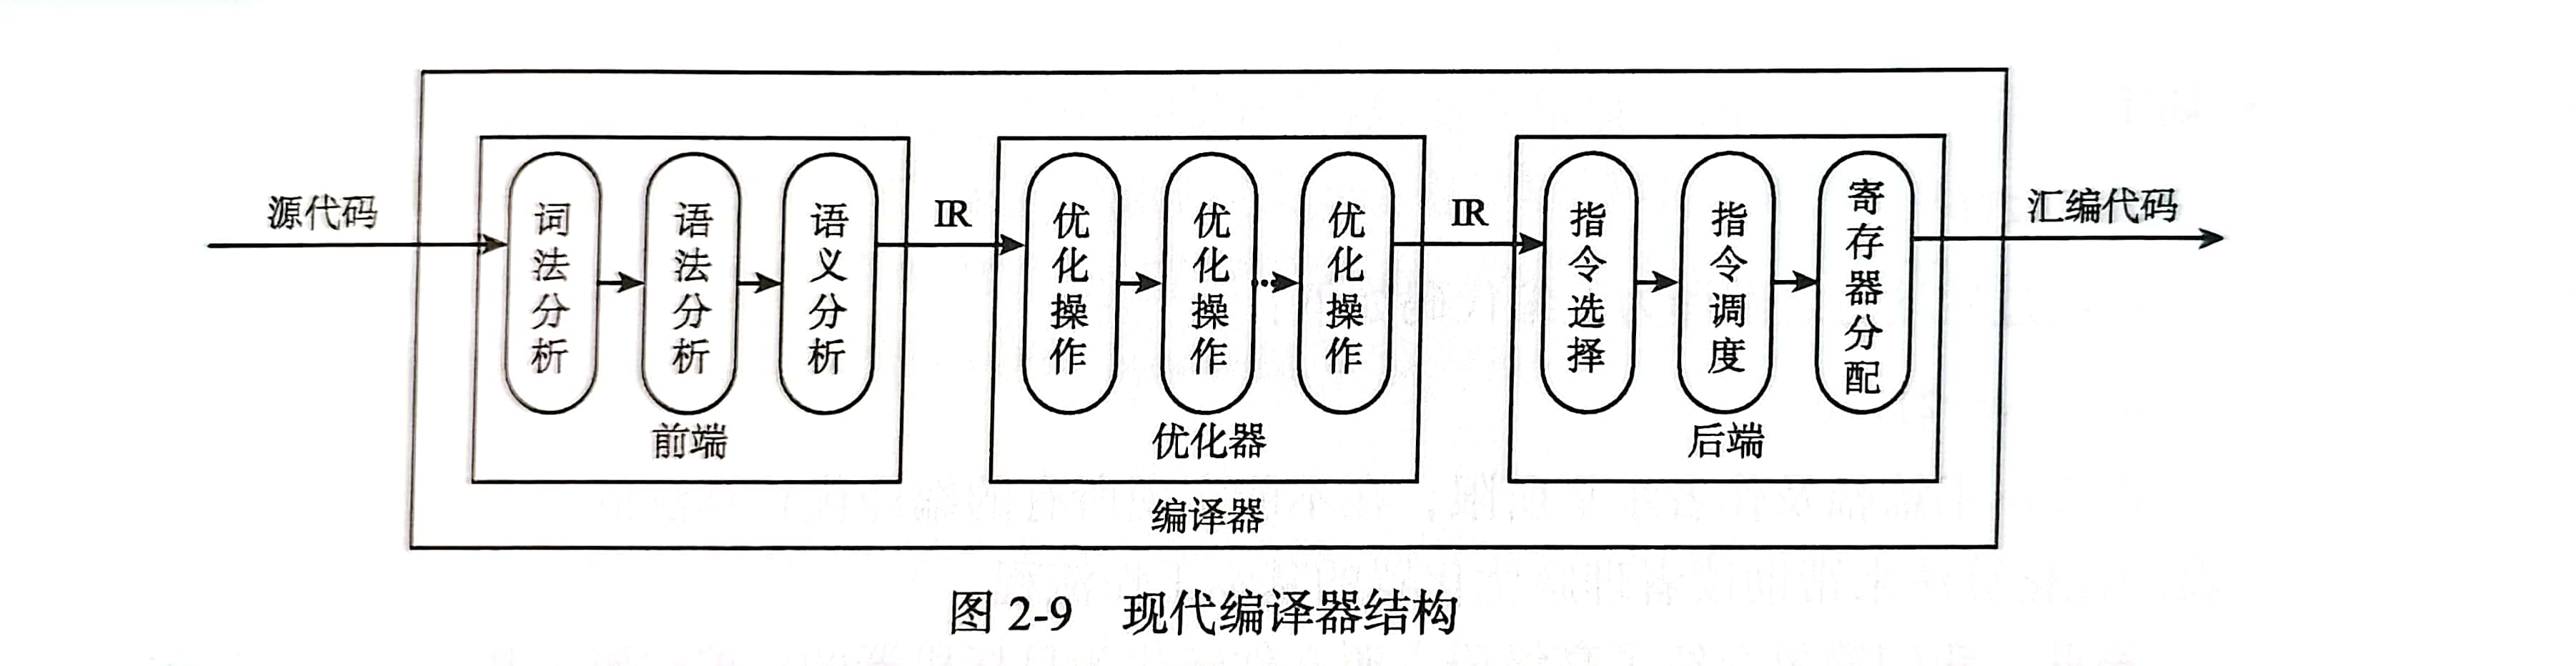 源代码
词法分析
语法分析
语义分析
前端
IR
优化操作
优化操作
优化操作
优化器
IR
指令选择
指令调度
寄存器分配
后端
汇编代码
编译器
图 2-9 现代编译器结构